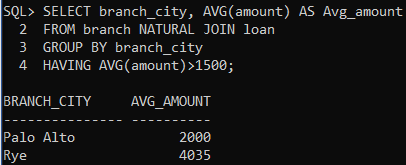 SQL> SELECT branch_city, AVG(amount) AS Avg_amount
  2  FROM branch NATURAL JOIN loan
  3  GROUP BY branch_city
  4  HAVING AVG(amount)>1500;

BRANCH_CITY     AVG_AMOUNT
--------------- ----------
Palo Alto             2000
Rye                   4035